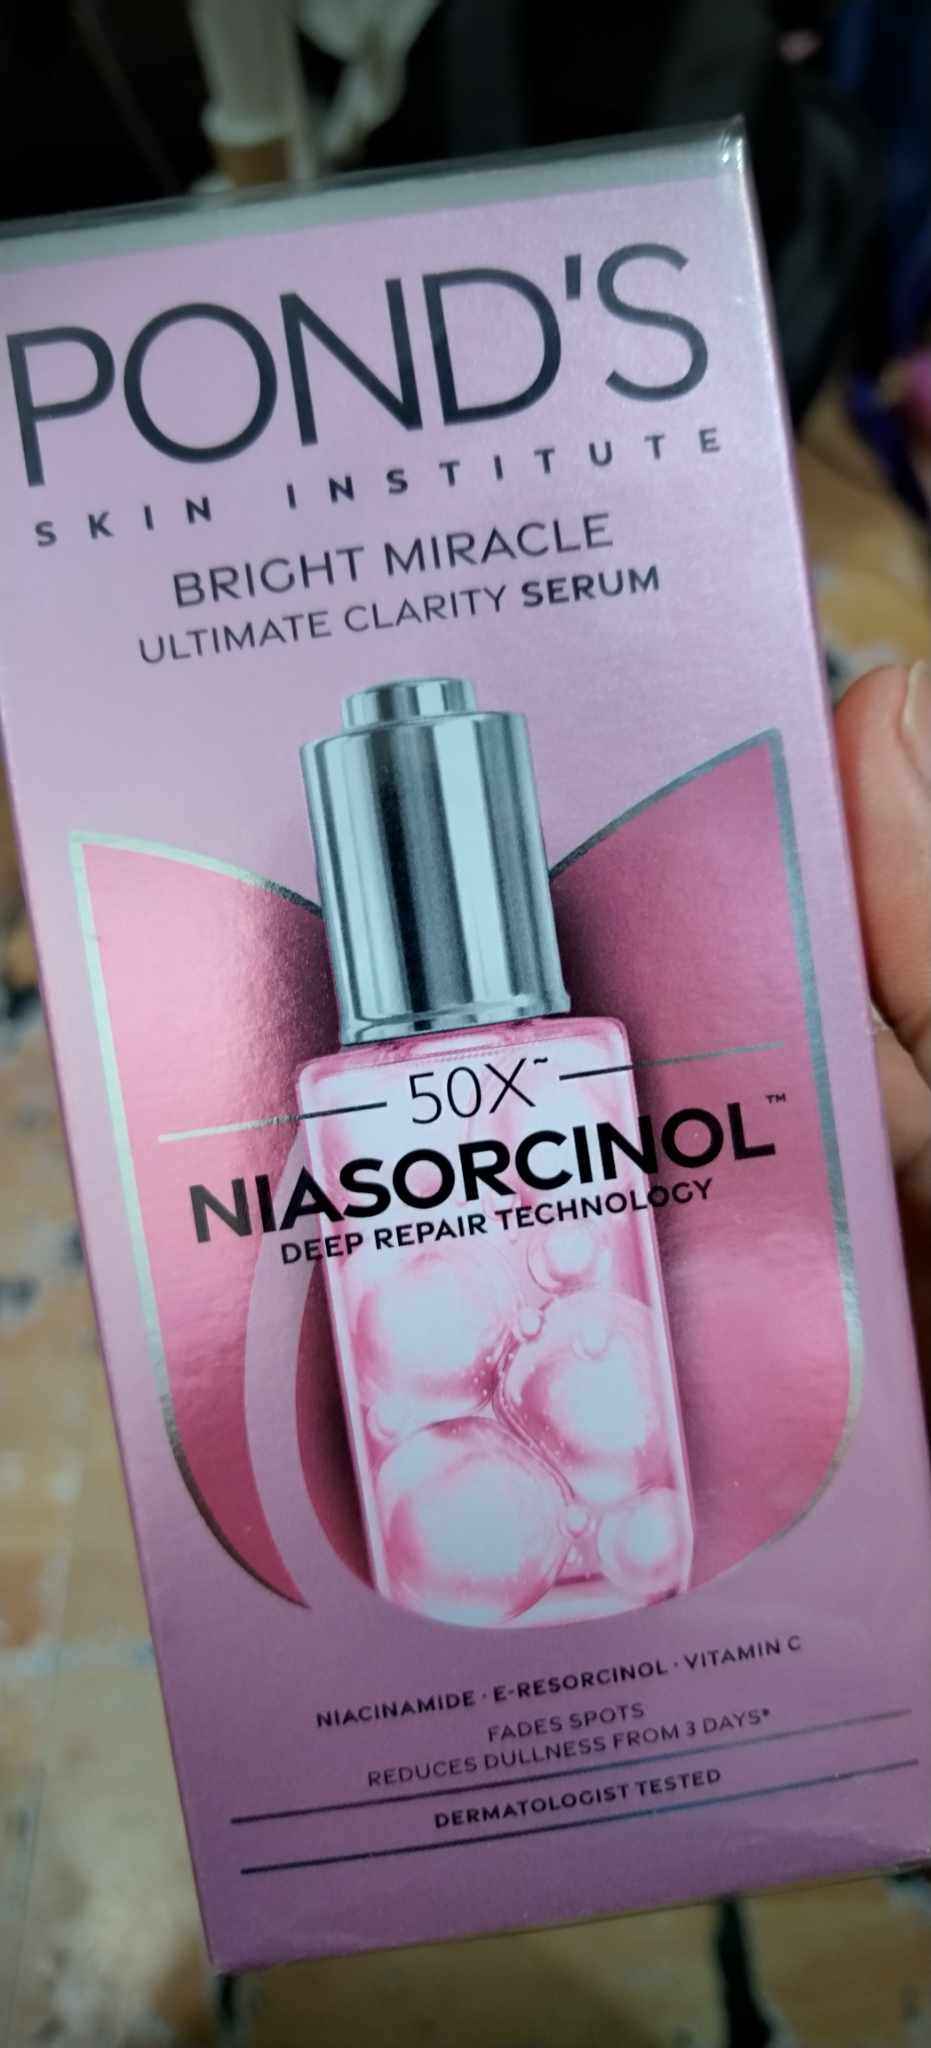 POND'S
SKIN INSTITUTE
BRIGHT MIRACLE
ULTIMATE CLARITY SERUM
50X~
NIASORCINOL™
DEEP REPAIR TECHNOLOGY
NIACINAMIDE · E-RESORCINOL · VITAMIN C
FADES SPOTS
REDUCES DULLNESS FROM 3 DAYS*
DERMATOLOGIST TESTED